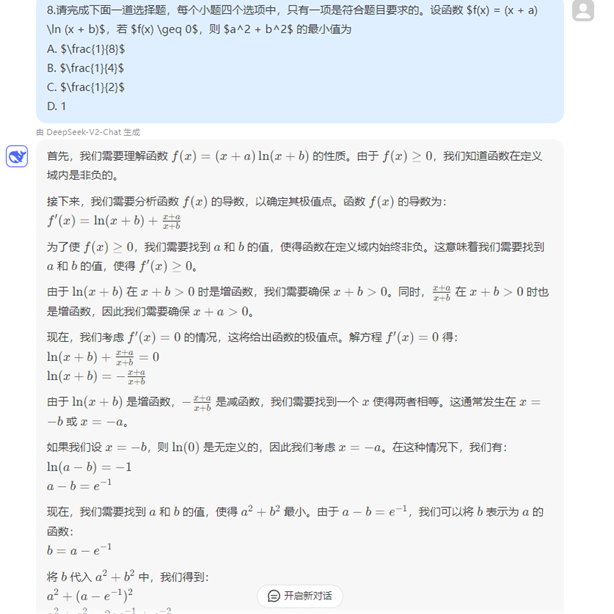 8.请完成下面一道选择题，每个小题四个选项中，只有一项是符合题目要求的。设函数 $f(x) = (x + a)
\ln (x + b)$，若 $f(x) \geq 0$，则 $a^2 + b^2$ 的最小值为
A. $\frac{1}{8}$
B. $\frac{1}{4}$
C. $\frac{1}{2}$
D. 1
由 DeepSeek-V2-Chat 生成
首先，我们需要理解函数 f(x) = (x + a) ln(x + b) 的性质。由于 f(x) ≥ 0，我们知道函数在定义
域内是非负的。
接下来，我们需要分析函数 f(x) 的导数，以确定其极值点。函数 f(x) 的导数为：
f′(x) = ln(x + b) + \frac{x+a}{x+b}
为了使 f(x) ≥ 0，我们需要找到 a 和 b 的值，使得函数在定义域内始终非负。这意味着我们需要找到
a 和 b 的值，使得 f′(x) ≥ 0。
由于 ln(x + b) 在 x + b > 0 时是增函数，我们需要确保 x + b > 0。同时，\frac{x+a}{x+b} 在 x + b > 0 时也
是增函数，因此我们需要确保 x + a > 0。
现在，我们考虑 f′(x) = 0 的情况，这将给出函数的极值点。解方程 f′(x) = 0 得：
ln(x + b) + \frac{x+a}{x+b} = 0
ln(x + b) = −\frac{x+a}{x+b}
由于 ln(x + b) 是增函数，−\frac{x+a}{x+b} 是减函数，我们需要找到一个 x 使得两者相等。这通常发生在 x =
−b 或 x = −a。
如果我们设 x = −b，则 ln(0) 是无定义的，因此我们考虑 x = −a。在这种情况下，我们有：
ln(a − b) = −1
a − b = e^{−1}
现在，我们需要找到 a 和 b 的值，使得 a² + b² 最小。由于 a − b = e^{−1}，我们可以将 b 表示为 a 的
函数：
b = a − e^{−1}
将 b 代入 a² + b² 中，我们得到：
a² + (a − e^{−1})²
开启新对话